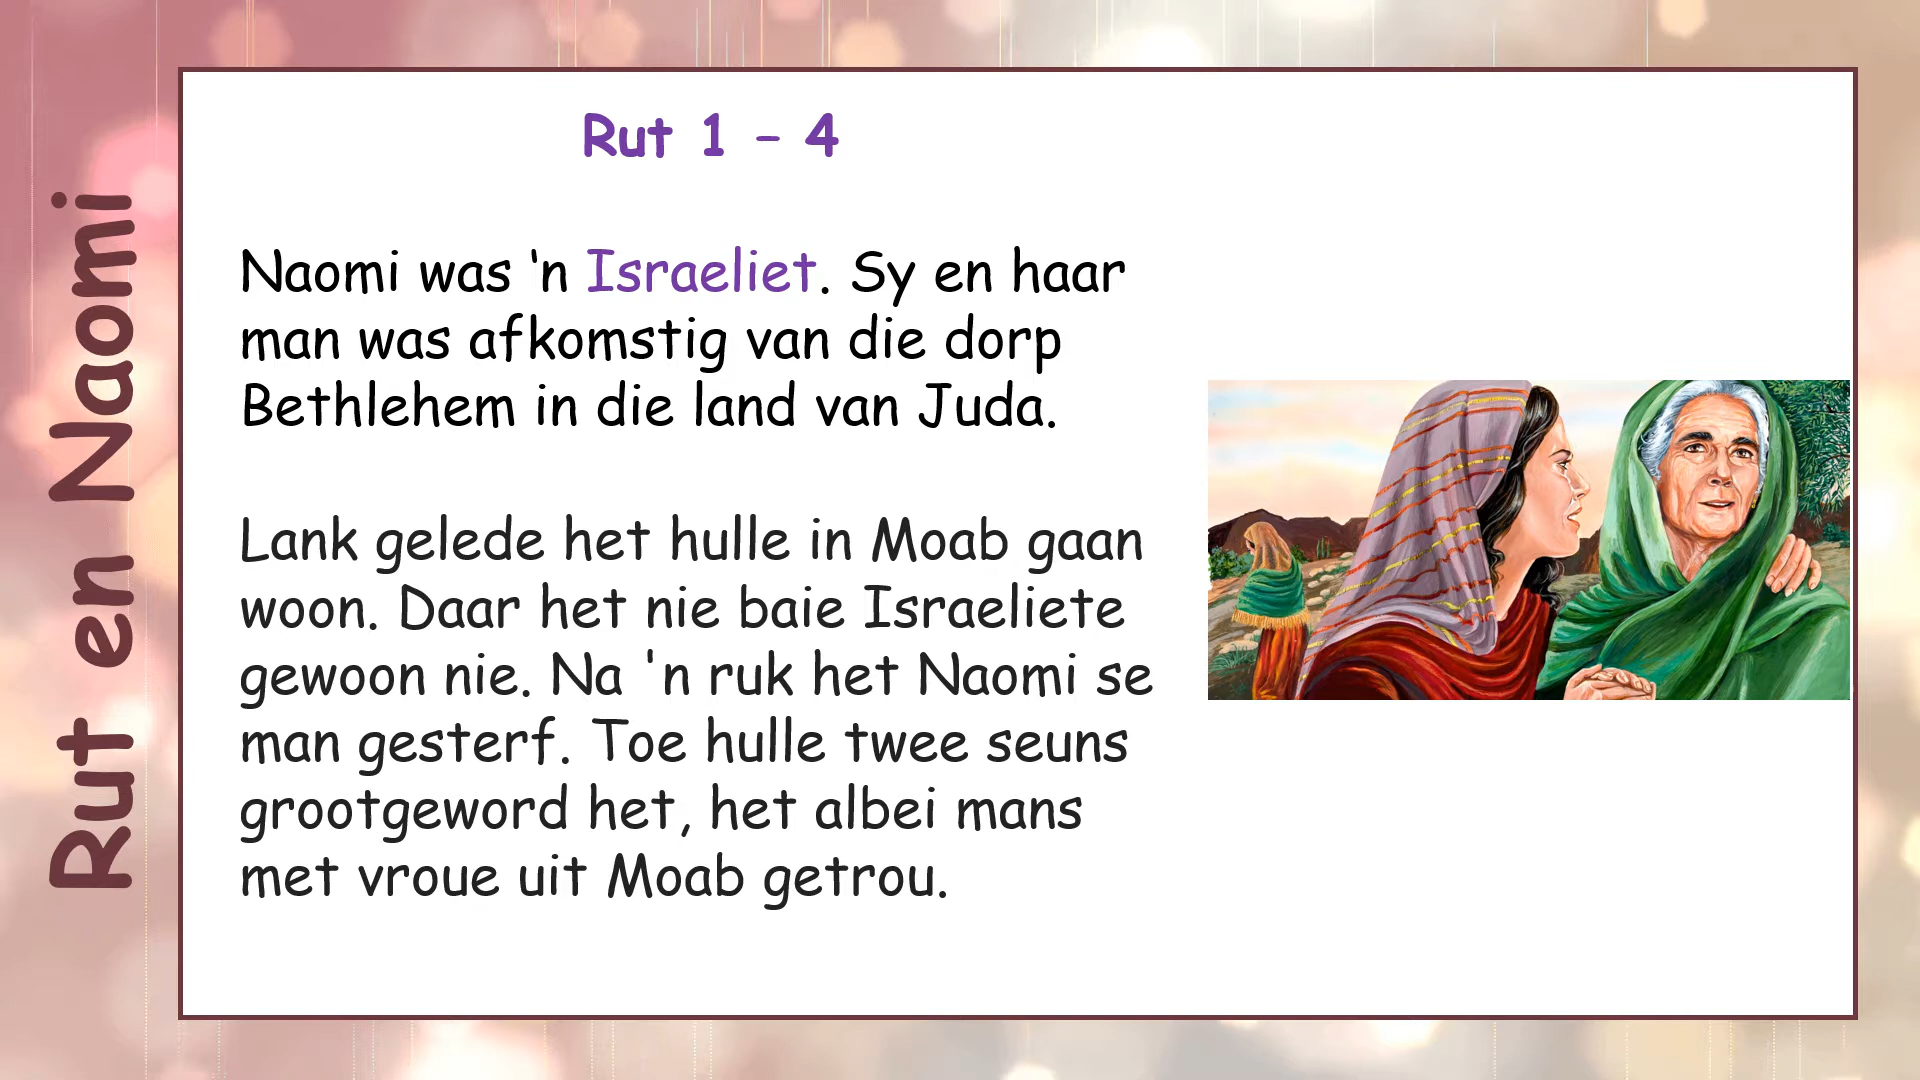 Rut en Naomi
Rut 1 – 4
Naomi was ‘n Israeliet. Sy en haar
man was afkomstig van die dorp
Bethlehem in die land van Juda.
Lank gelede het hulle in Moab gaan
woon. Daar het nie baie Israeliete
gewoon nie. Na 'n ruk het Naomi se
man gesterf. Toe hulle twee seuns
grootgeword het, het albei mans
met vroue uit Moab getrou.